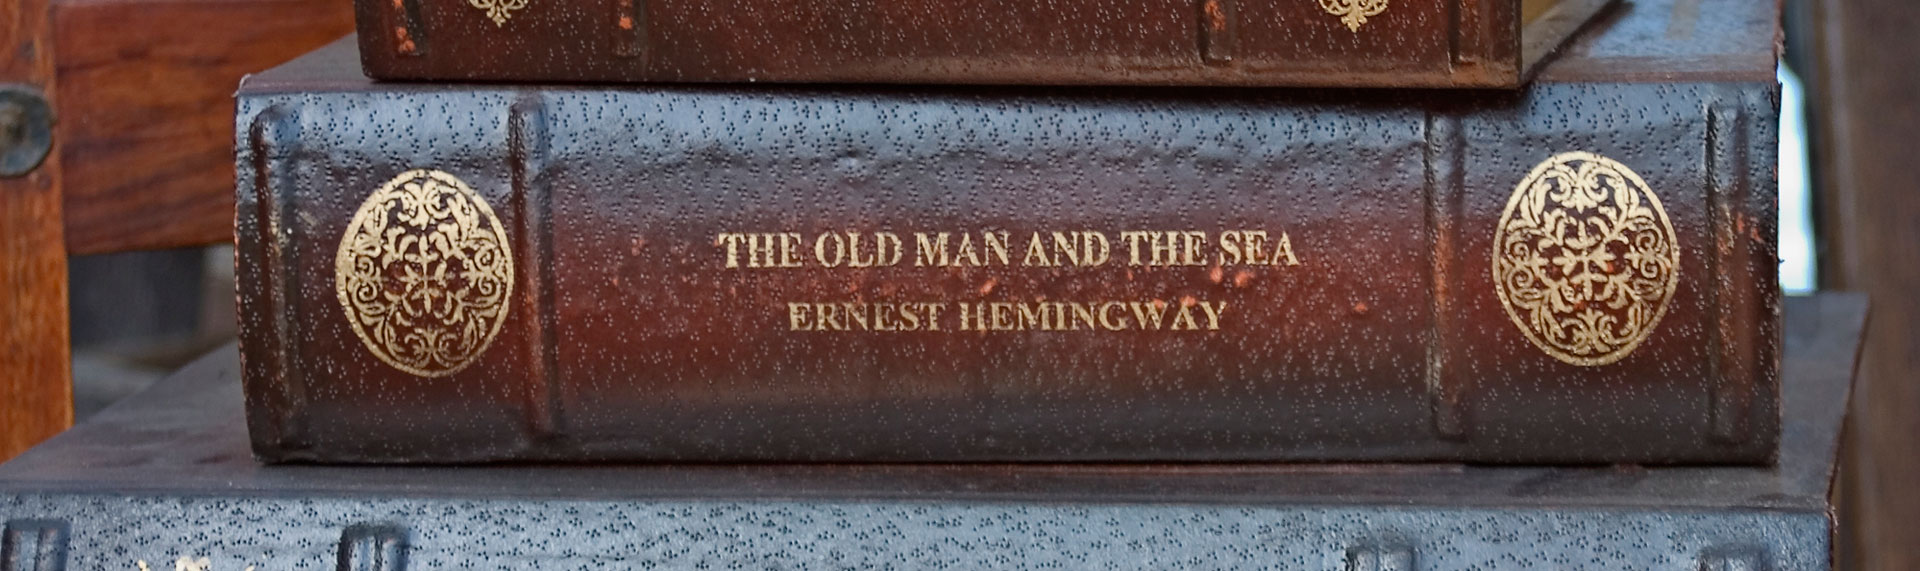 THE OLD MAN AND THE SEA
ERNEST HEMINGWAY